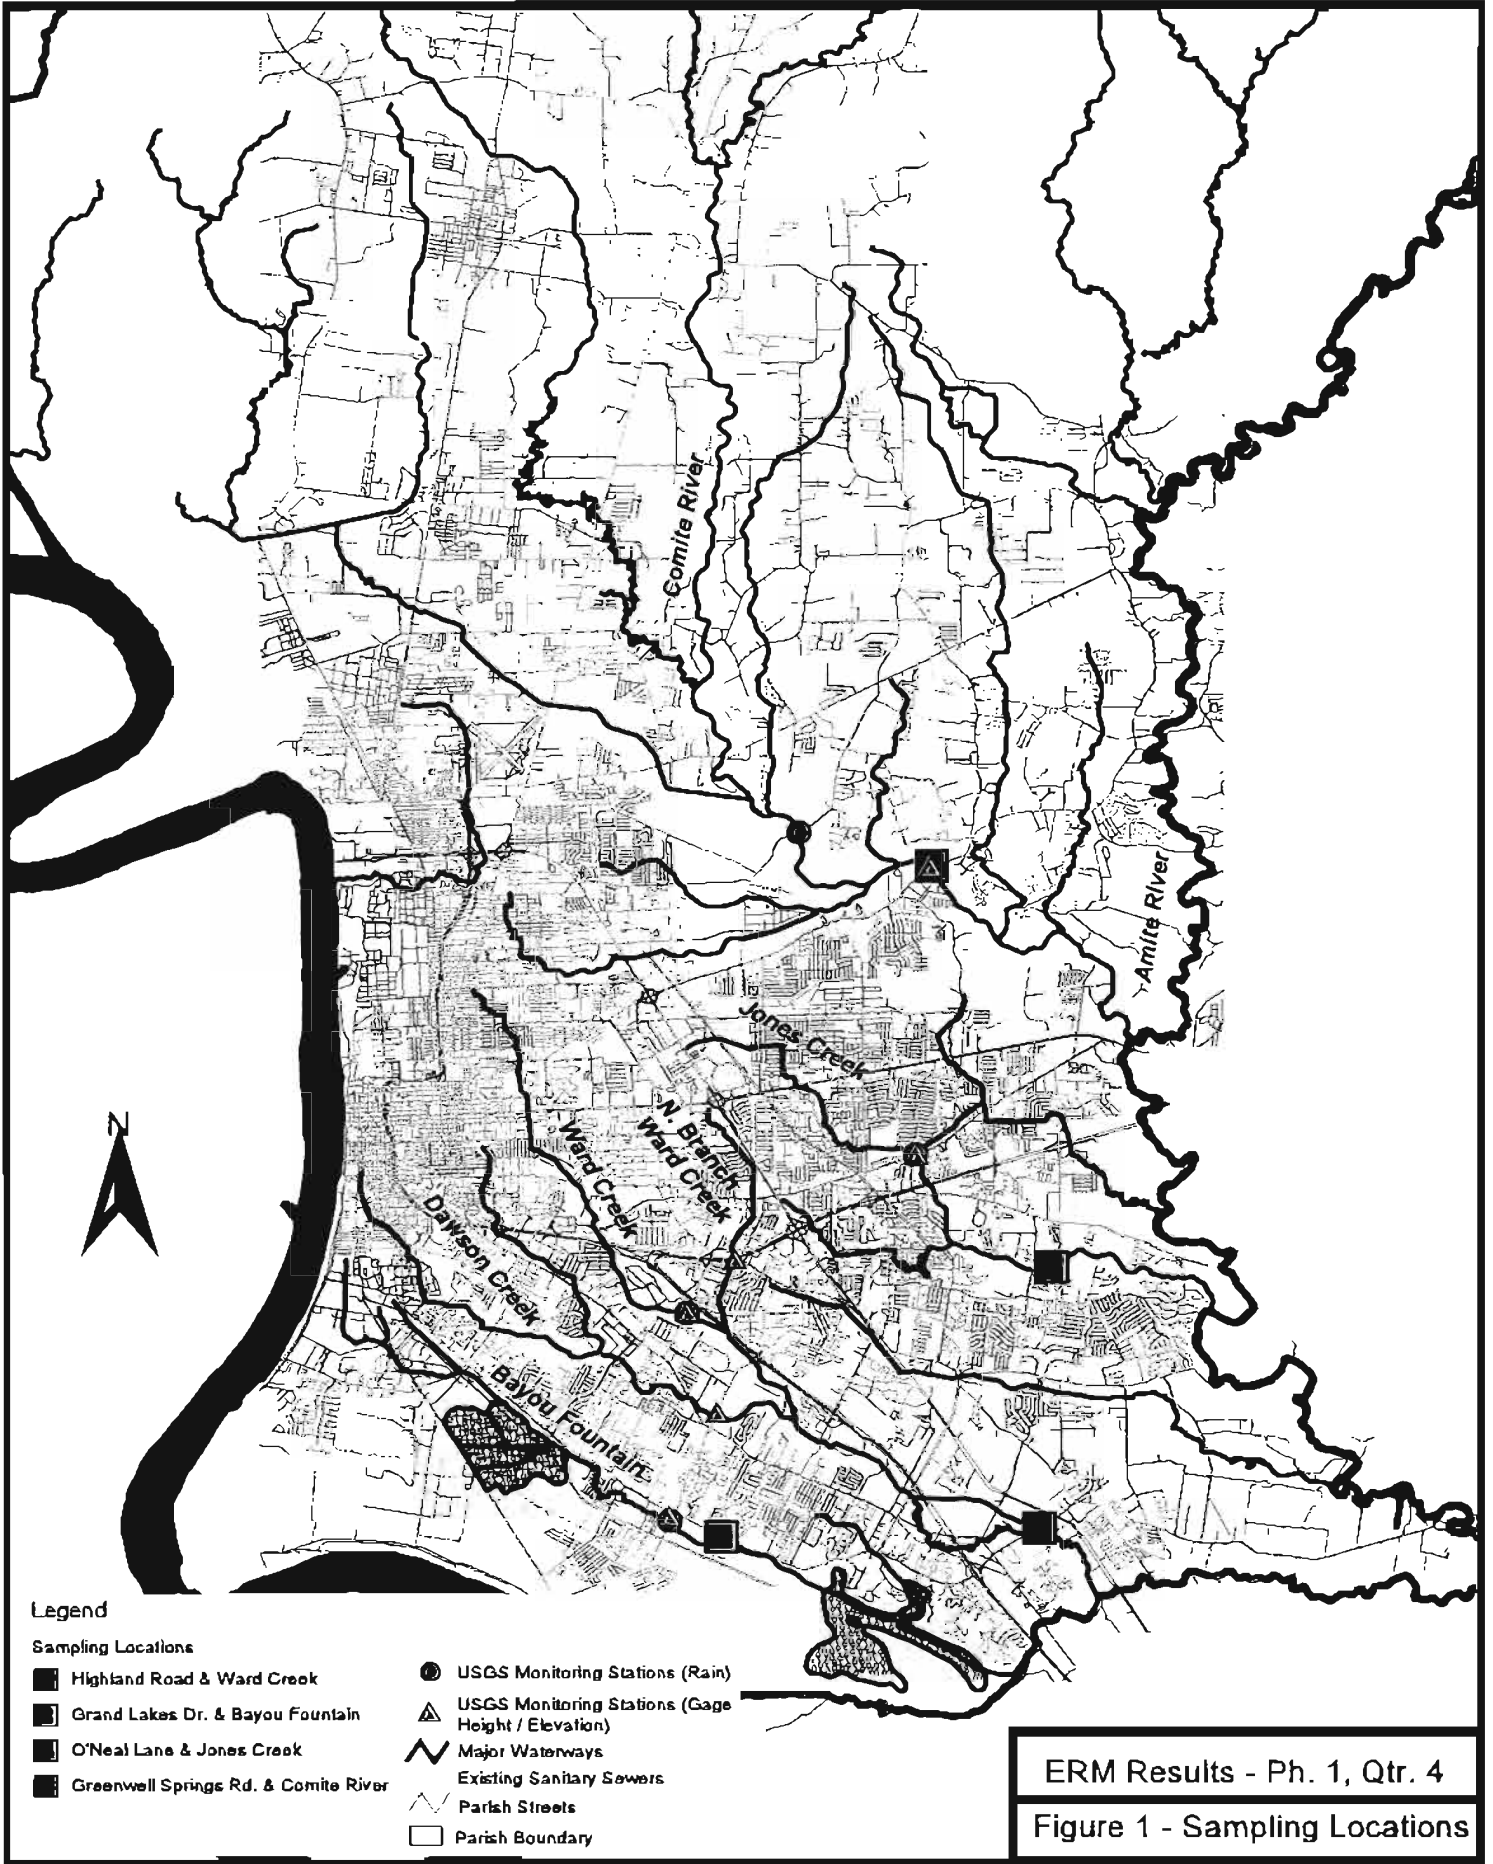 Comite River
Amite River
Jones Creek
N. Branch
Ward Creek
Ward Creek
Dawson Creek
Bayou Fountain
N
Legend
Sampling Locations
Highland Road & Ward Creek
Grand Lakes Dr. & Bayou Fountain
O'Neal Lane & Jones Creek
Greenwell Springs Rd. & Comite River
USGS Monitoring Stations (Rain)
USGS Monitoring Stations (Gage
Height / Elevation)
Major Waterways
Existing Sanitary Sewers
Parish Streets
Parish Boundary
ERM Results - Ph. 1, Qtr. 4
Figure 1 - Sampling Locations